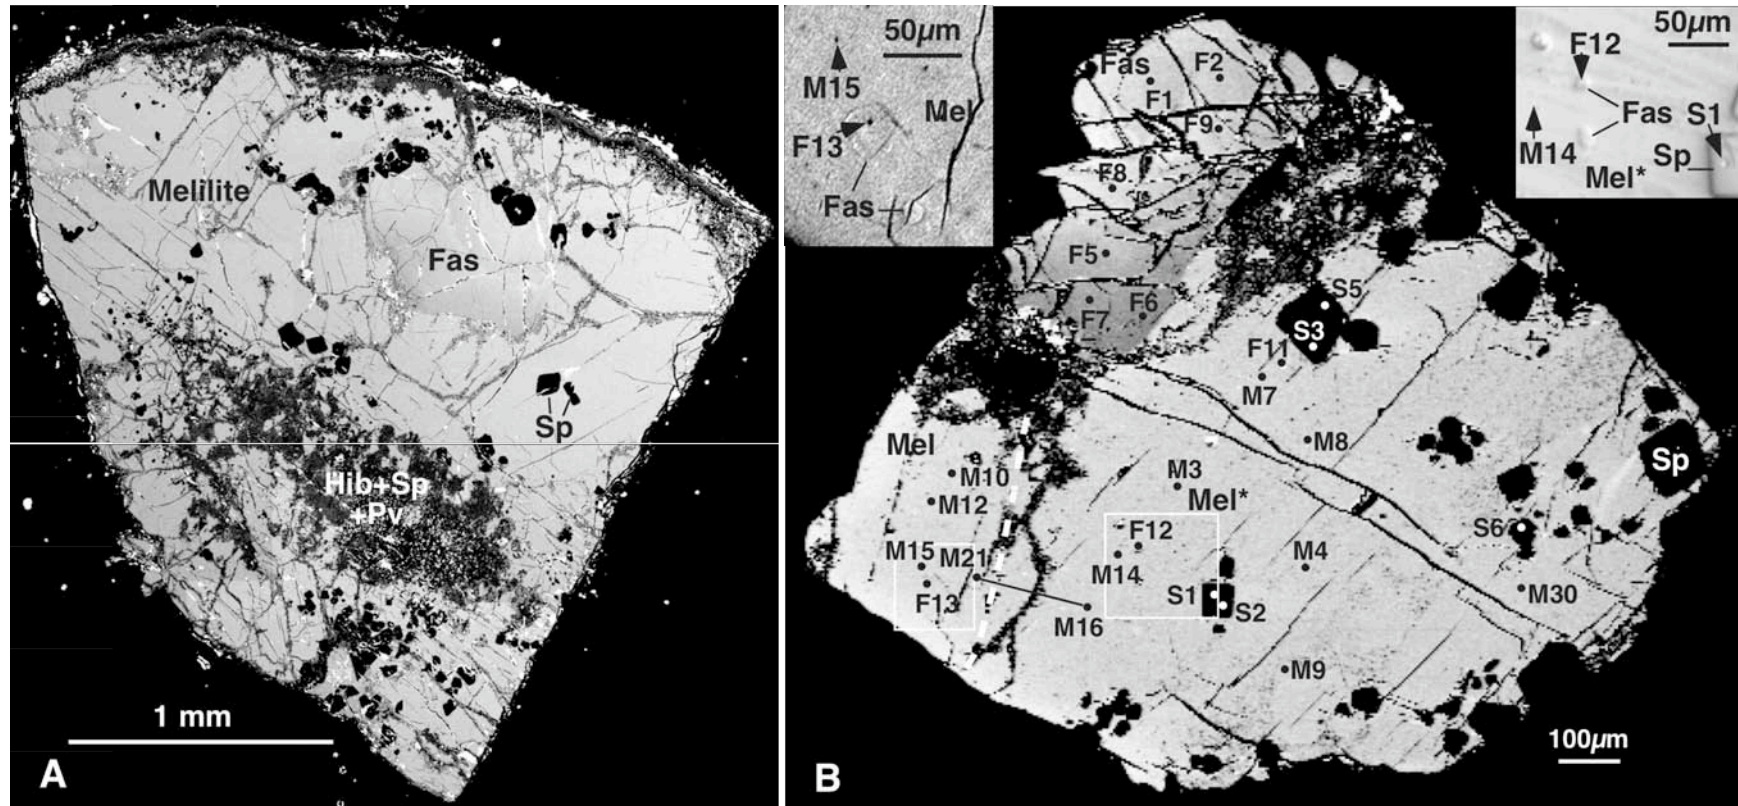 Melilite
Fas
Sp
Hib+Sp
+Pv
1 mm
A
50µm
M15
F13
Mel
Fas
50µm
F12
Fas
S1
M14
Sp
Mel*
Fas
F2
F1
F9
F8
F5
F6
F7
S5
S3
F11
M7
M8
Mel
M10
M12
M3
Mel*
Sp
S6
F12
M15
M21
M14
M4
F13
S1
S2
M16
M30
M9
100µm
B